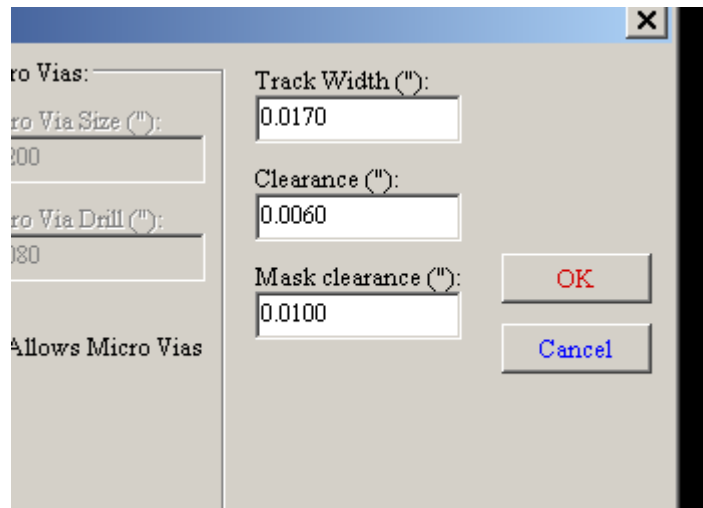 ro Vias:
ro Via Size ("):
200
ro Via Drill ("):
080
Allows Micro Vias
Track Width ("):
0.0170
Clearance ("):
0.0060
Mask clearance ("):
0.0100
OK
Cancel